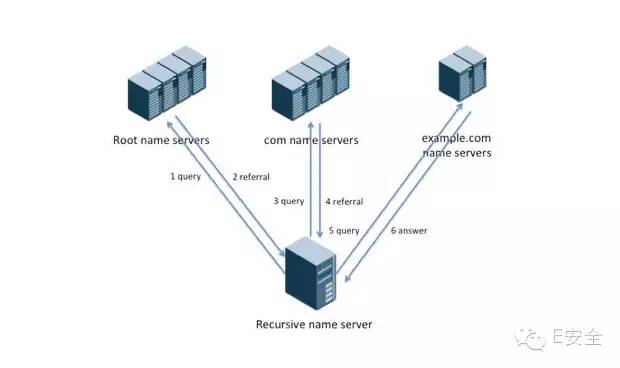 Root name servers
com name servers
example.com
name servers
1 query
2 referral
3 query
4 referral
5 query
6 answer
Recursive name server
E安全